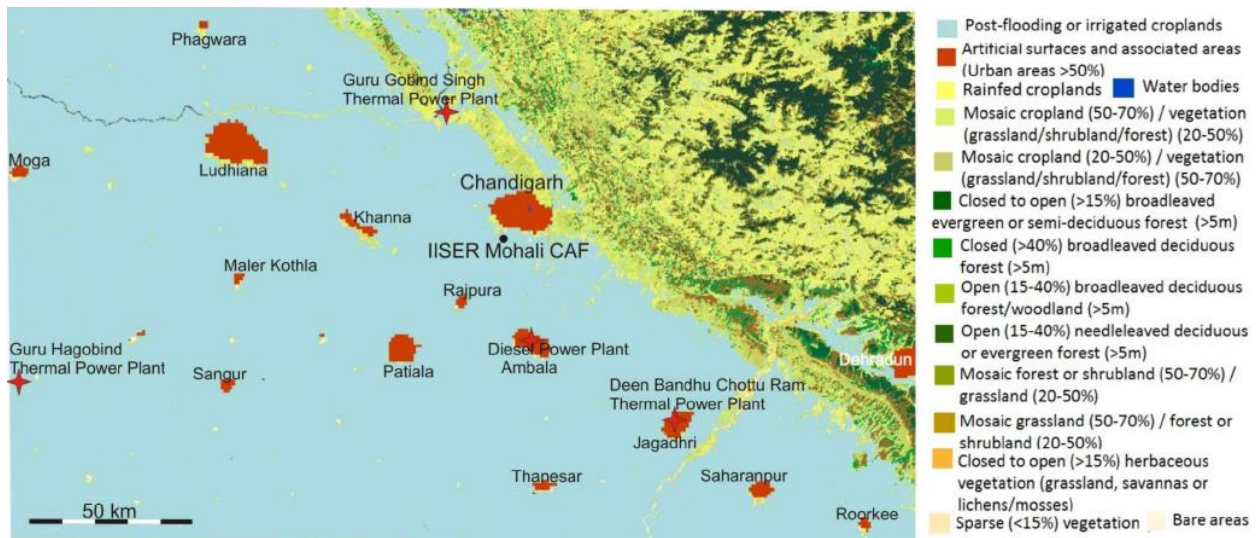 Phagwara
Guru Gobind Singh
Thermal Power Plant
Moga
Ludhiana
Chandigarh
Khanna
IISER Mohali CAF
Maler Kothla
Rajpura
Guru Hagobind
Thermal Power Plant
Sangur
Patiala
Diesel Power Plant
Ambala
Dehradun
Deen Bandhu Chottu Ram
Thermal Power Plant
Jagadhri
Thanesar
Saharanpur
Roorkee
50 km
Post-flooding or irrigated croplands
Artificial surfaces and associated areas
(Urban areas >50%)
Rainfed croplands
Water bodies
Mosaic cropland (50-70%) / vegetation
(grassland/shrubland/forest) (20-50%)
Mosaic cropland (20-50%) / vegetation
(grassland/shrubland/forest) (50-70%)
Closed to open (>15%) broadleaved
evergreen or semi-deciduous forest (>5m)
Closed (>40%) broadleaved deciduous
forest (>5m)
Open (15-40%) broadleaved deciduous
forest/woodland (>5m)
Open (15-40%) needleleaved deciduous
or evergreen forest (>5m)
Mosaic forest or shrubland (50-70%) /
grassland (20-50%)
Mosaic grassland (50-70%) / forest or
shrubland (20-50%)
Closed to open (>15%) herbaceous
vegetation (grassland, savannas or
lichens/mosses)
Sparse (<15%) vegetation
Bare areas